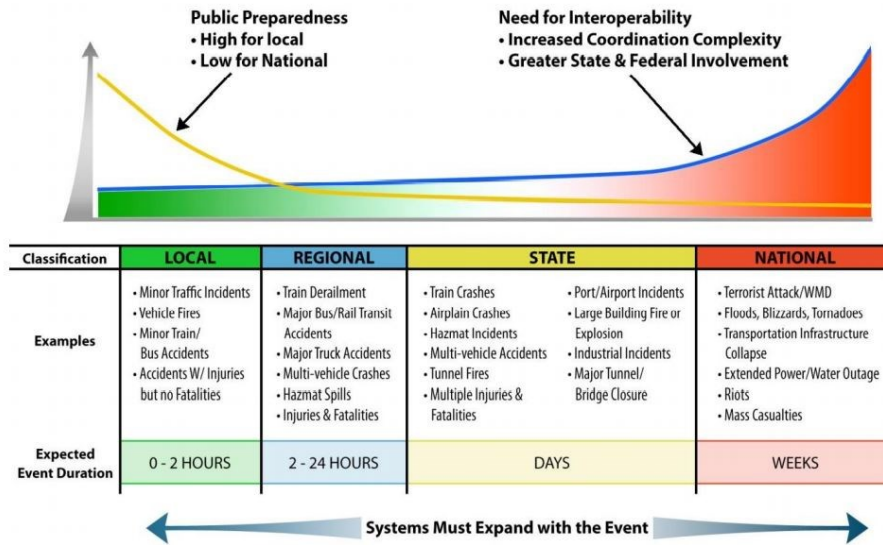 Public Preparedness
• High for local
• Low for National
Need for Interoperability
• Increased Coordination Complexity
• Greater State & Federal Involvement
Classification
LOCAL
REGIONAL
STATE
NATIONAL
Examples
• Minor Traffic Incidents
• Vehicle Fires
• Minor Train/
Bus Accidents
• Accidents W/ Injuries
but no Fatalities
• Train Derailment
• Major Bus/Rail Transit
Accidents
• Major Truck Accidents
• Multi-vehicle Crashes
• Hazmat Spills
• Injuries & Fatalities
• Train Crashes
• Airplain Crashes
• Hazmat Incidents
• Multi-vehicle Accidents
• Tunnel Fires
• Multiple Injuries &
Fatalities
• Port/Airport Incidents
• Large Building Fire or
Explosion
• Industrial Incidents
• Major Tunnel/
Bridge Closure
• Terrorist Attack/WMD
• Floods, Blizzards, Tornadoes
• Transportation Infrastructure
Collapse
• Extended Power/Water Outage
• Riots
• Mass Casualties
Expected
Event Duration
0 - 2 HOURS
2 - 24 HOURS
DAYS
WEEKS
Systems Must Expand with the Event